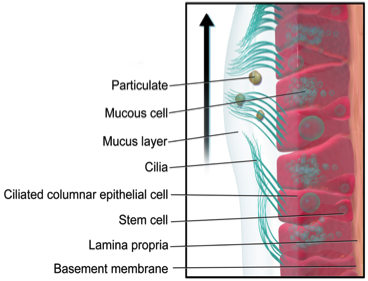 Particulate
Mucous cell
Mucus layer
Cilia
Ciliated columnar epithelial cell
Stem cell
Lamina propria
Basement membrane